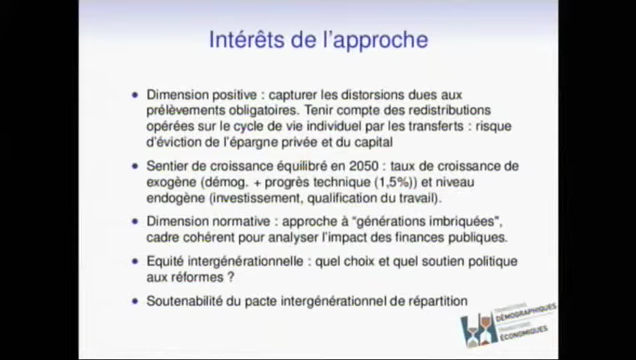 Intérêts de l'approche
Dimension positive : capturer les distorsions dues aux
prélèvements obligatoires. Tenir compte des redistributions
opérées sur le cycle de vie individuel par les transferts : risque
d'éviction de l'épargne privée et du capital
Sentier de croissance équilibré en 2050 : taux de croissance de
exogène (démog. + progrès technique (1,5%)) et niveau
endogène (investissement, qualification du travail).
Dimension normative : approche à "générations imbriquées",
cadre cohérent pour analyser l'impact des finances publiques.
Equité intergénérationnelle : quel choix et quel soutien politique
aux réformes ?
Soutenabilité du pacte intergénérationnel de répartition
TRANSITIONS
DÉMOGRAPHIQUES
TRANSITIONS
ÉCONOMIQUES